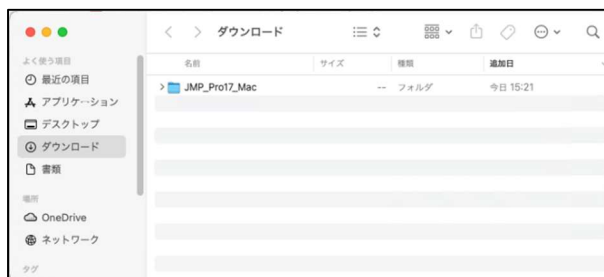 ダウンロード
よく使う項目
最近の項目
アプリケーション
デスクトップ
ダウンロード
書類
場所
OneDrive
ネットワーク
タグ
名前 サイズ 種類 追加日
JMP_Pro17_Mac -- フォルダ 今日 15:21